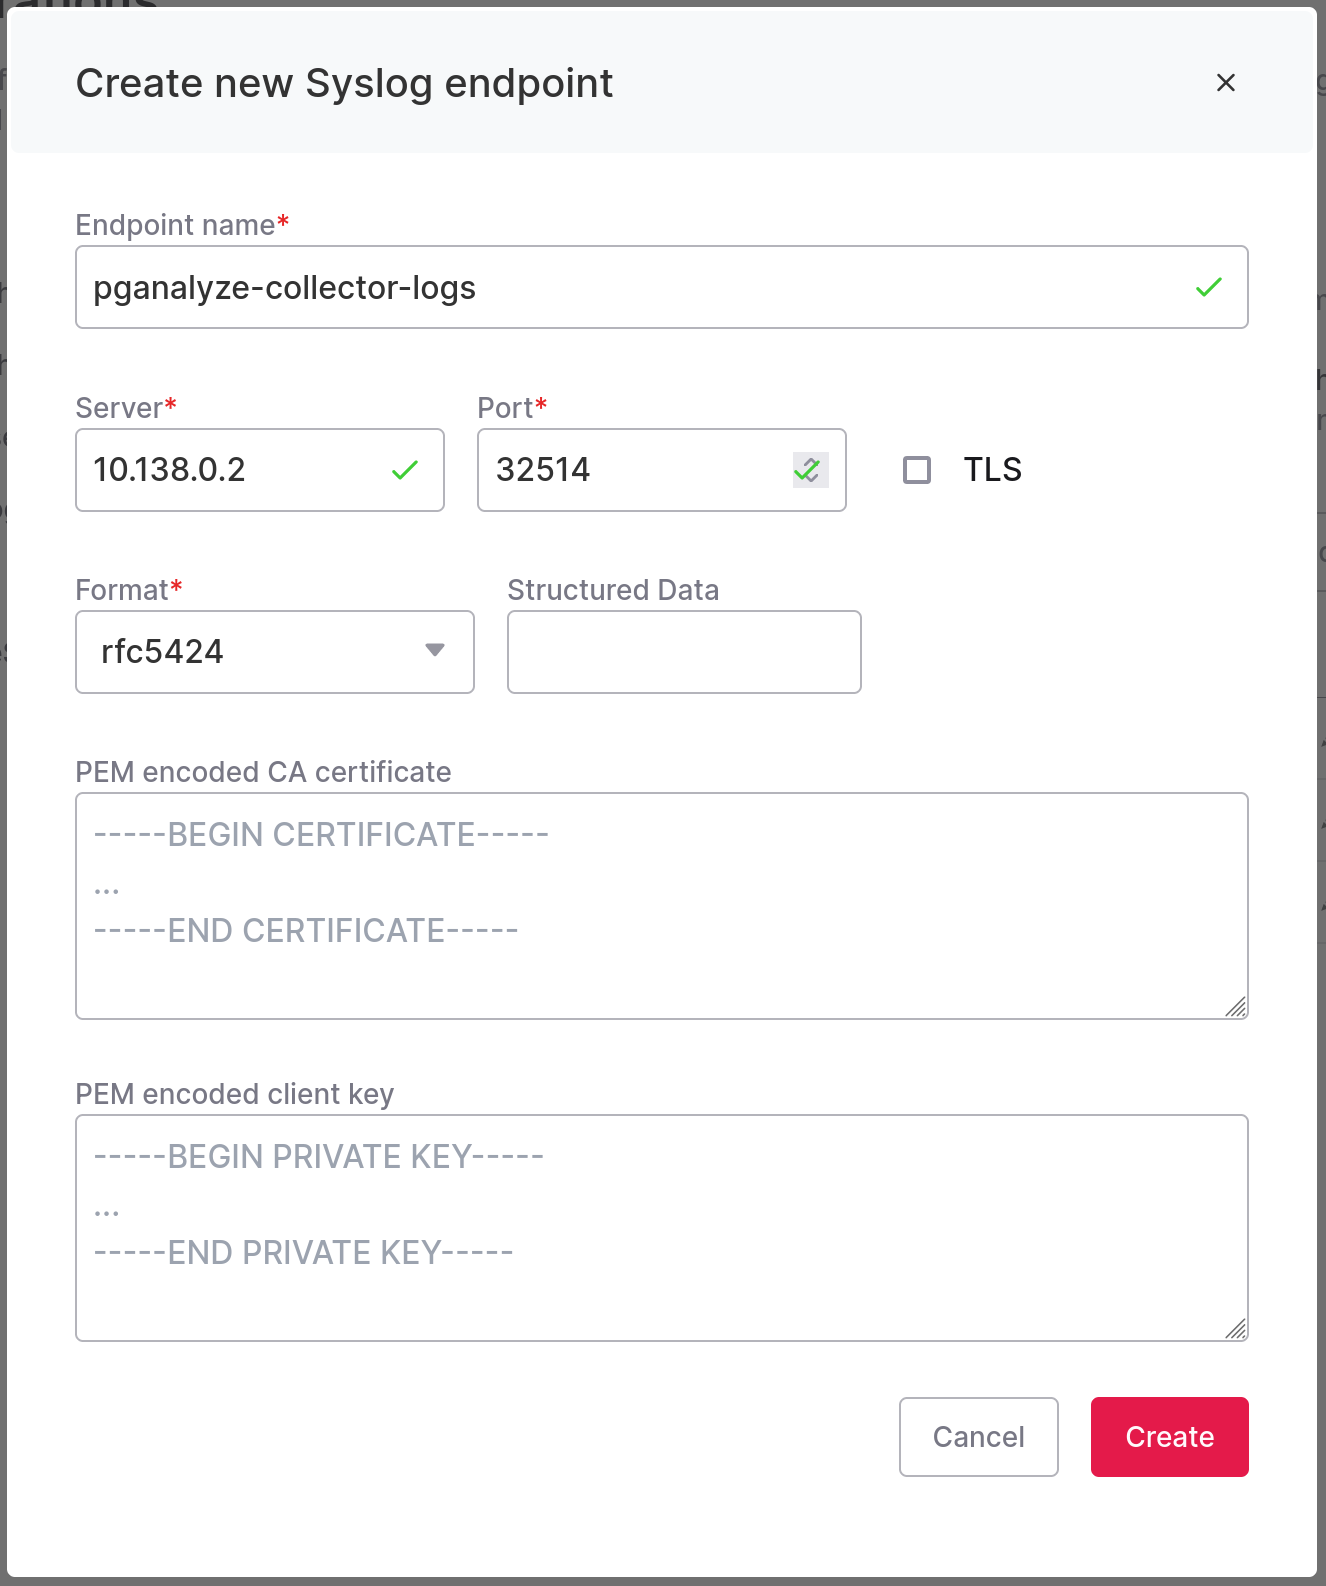 Create new Syslog endpoint
Endpoint name*
pganalyze-collector-logs
Server* Port*
10.138.0.2 32514 TLS
Format* Structured Data
rfc5424
PEM encoded CA certificate
-----BEGIN CERTIFICATE-----
...
-----END CERTIFICATE-----
PEM encoded client key
-----BEGIN PRIVATE KEY-----
...
-----END PRIVATE KEY-----
Cancel Create